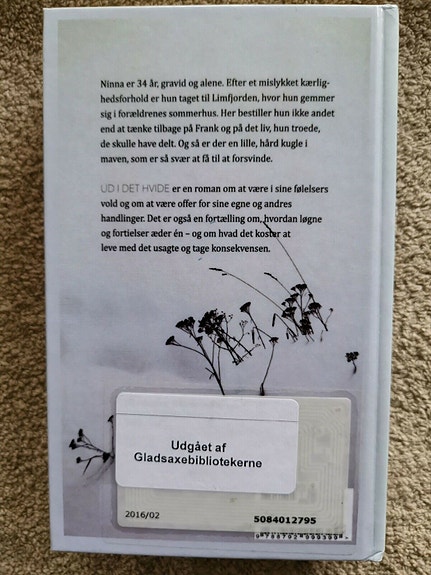 Ninna er 34 år, gravid og alene. Efter et mislykket kærlig-
hedsforhold er hun taget til Limfjorden, hvor hun gemmer
sig i forældrenes sommerhus. Her bestiller hun ikke andet
end at tænke tilbage på Frank og på det liv, hun troede,
de skulle have delt. Og så er der en lille, hård kugle i
maven, som er så svær at få til at forsvinde.
UD I DET HVIDE er en roman om at være i sine følelsers
vold og om at være offer for sine egne og andres
handlinger. Det er også en fortælling om, hvordan løgne
og fortielser æder én – og om hvad det koster at
leve med det usagte og tage konsekvensen.
Udgået af
Gladsaxebibliotekerne
2016/02
5084012795